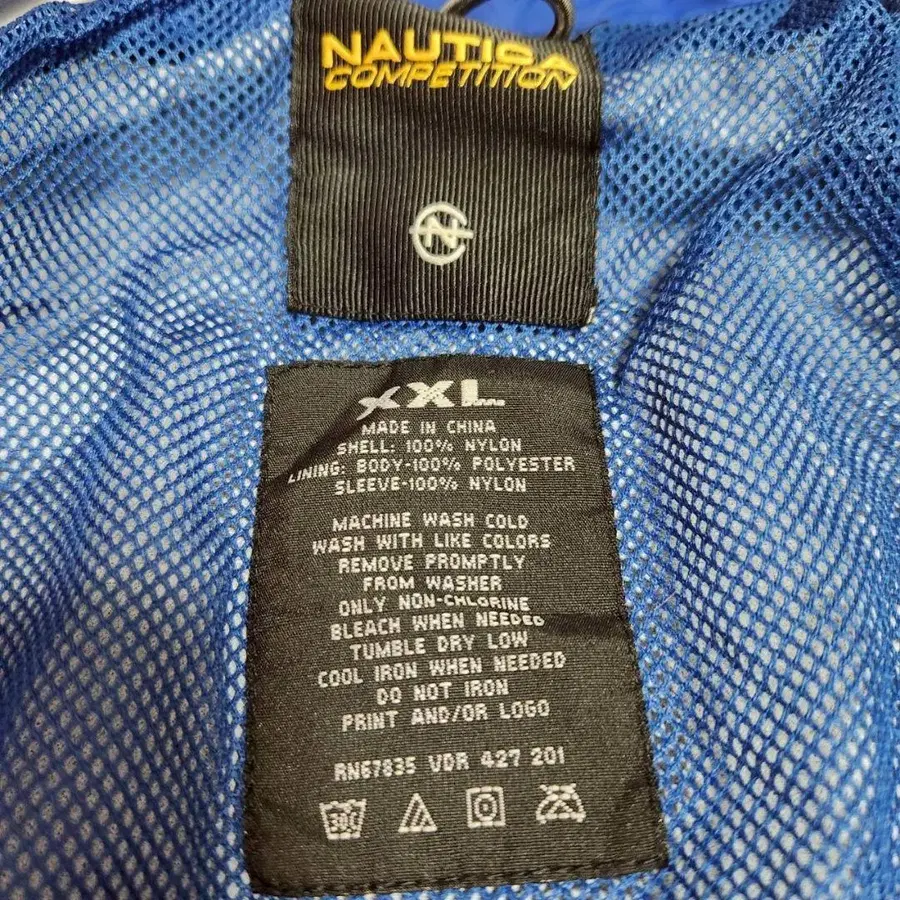 NAUTICA
COMPETITION
N
XXL
MADE IN CHINA
SHELL: 100% NYLON
LINING: BODY-100% POLYESTER
SLEEVE-100% NYLON
MACHINE WASH COLD
WASH WITH LIKE COLORS
REMOVE PROMPTLY
FROM WASHER
ONLY NON-CHLORINE
BLEACH WHEN NEEDED
TUMBLE DRY LOW
COOL IRON WHEN NEEDED
DO NOT IRON
PRINT AND/OR LOGO
RN67835 VDR 427 201
30C